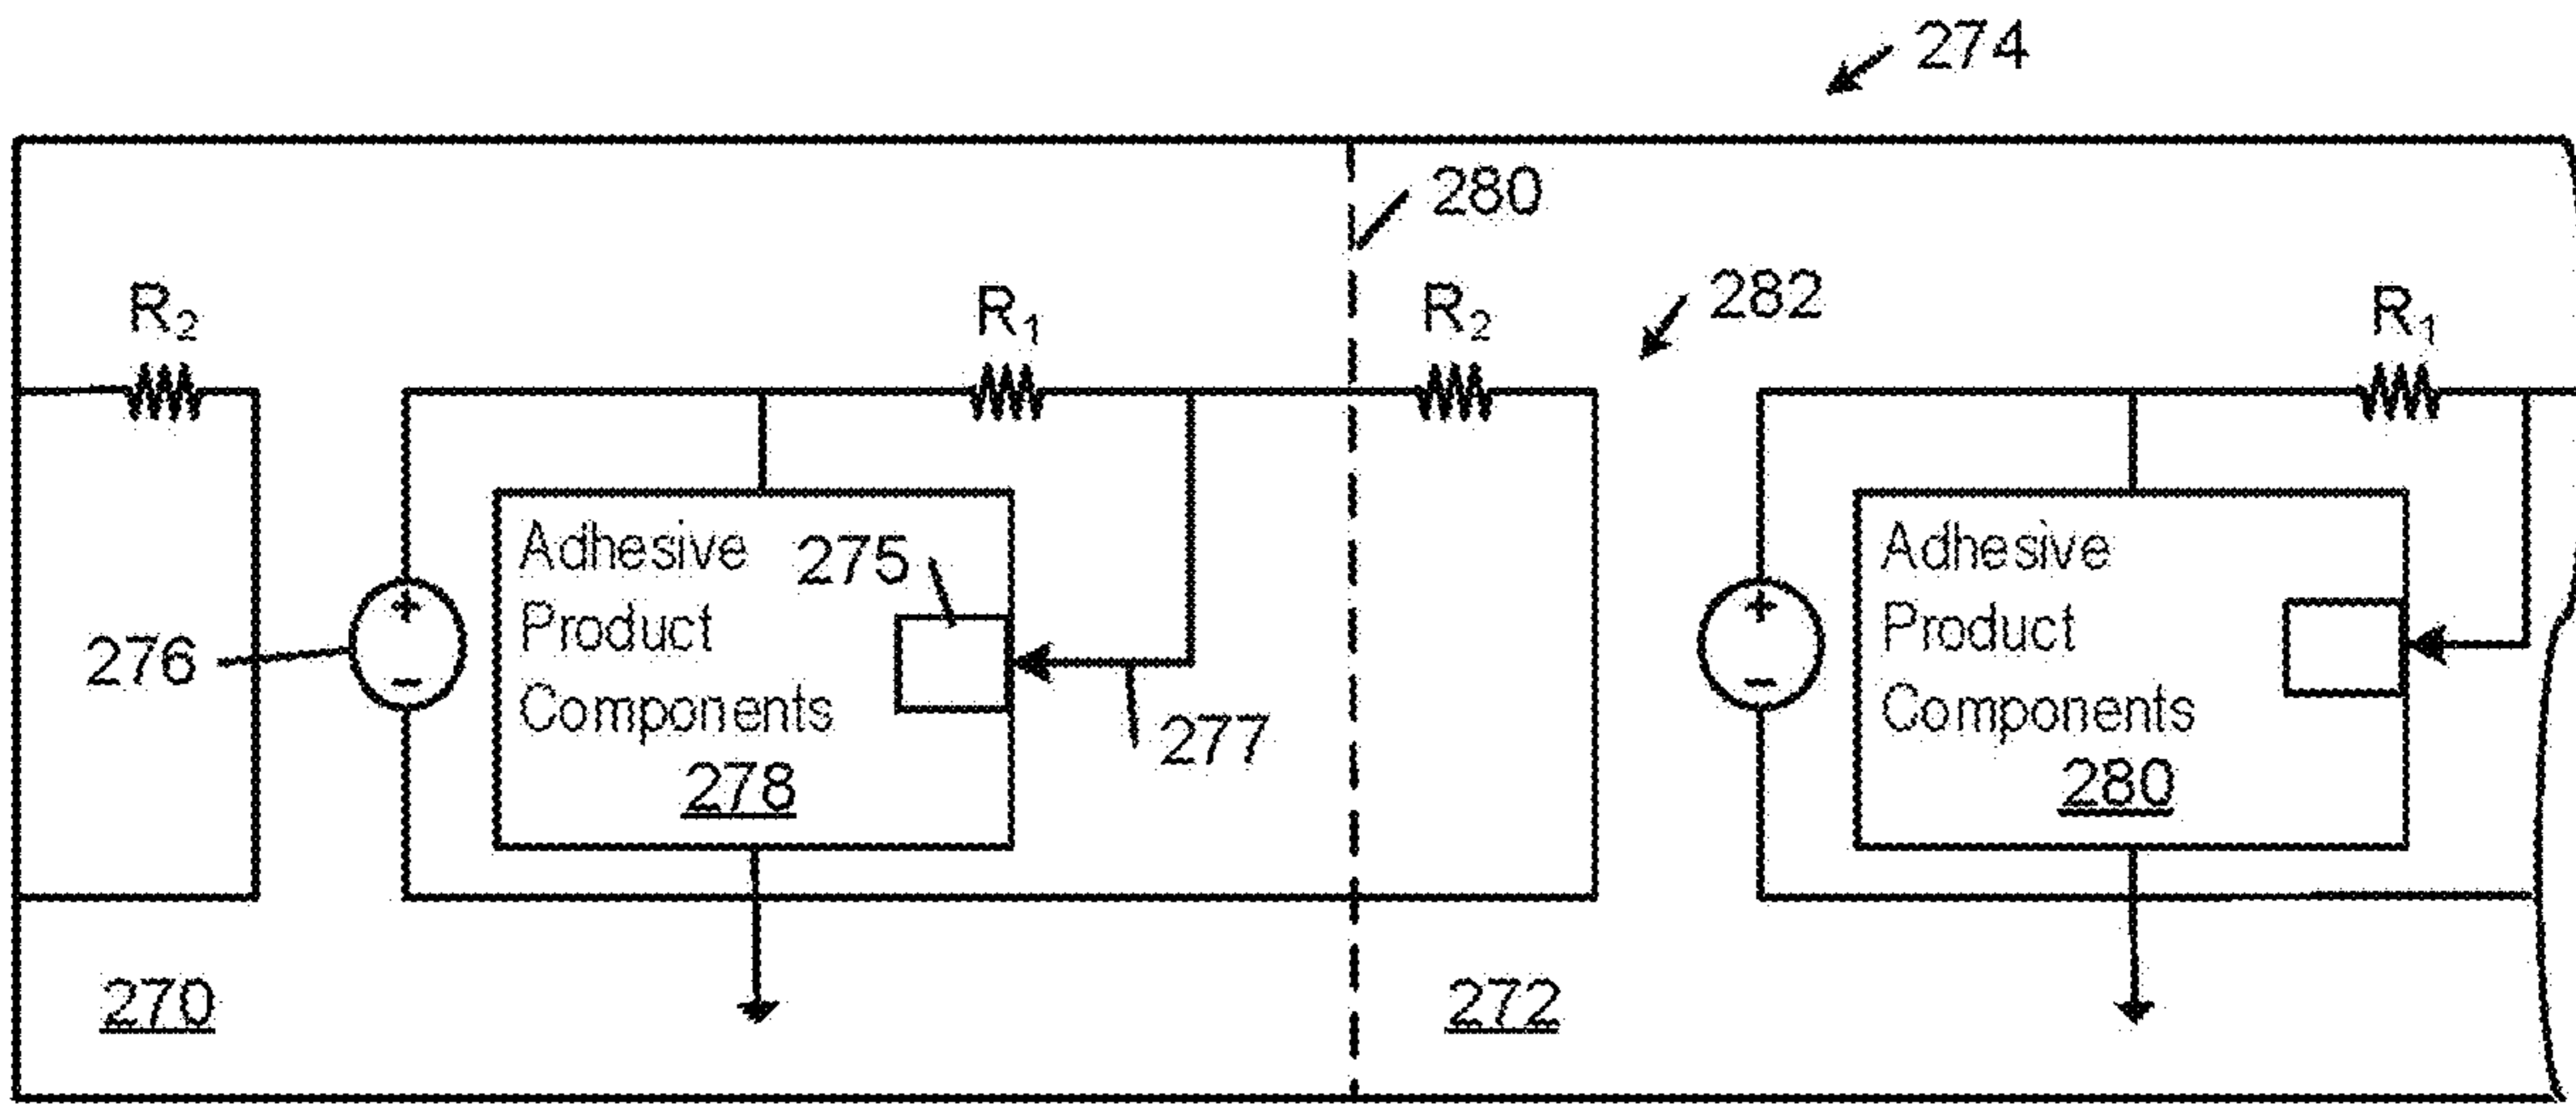 274
280
282
R2
R1
R2
R1
Adhesive
Product
Components
278
275
276
277
Adhesive
Product
Components
280
270
272